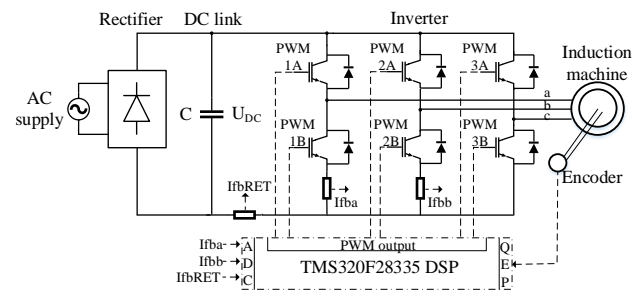 Rectifier DC link Inverter
PWM PWM PWM
1A 2A 3A
Induction
machine
AC
supply
C U_DC
a
b
c
PWM PWM PWM
1B 2B 3B
Encoder
IfbRET
Ifba Ifbb
Ifba A PWM output Q
Ifbb D TMS320F28335 DSP E
IfbRET C P